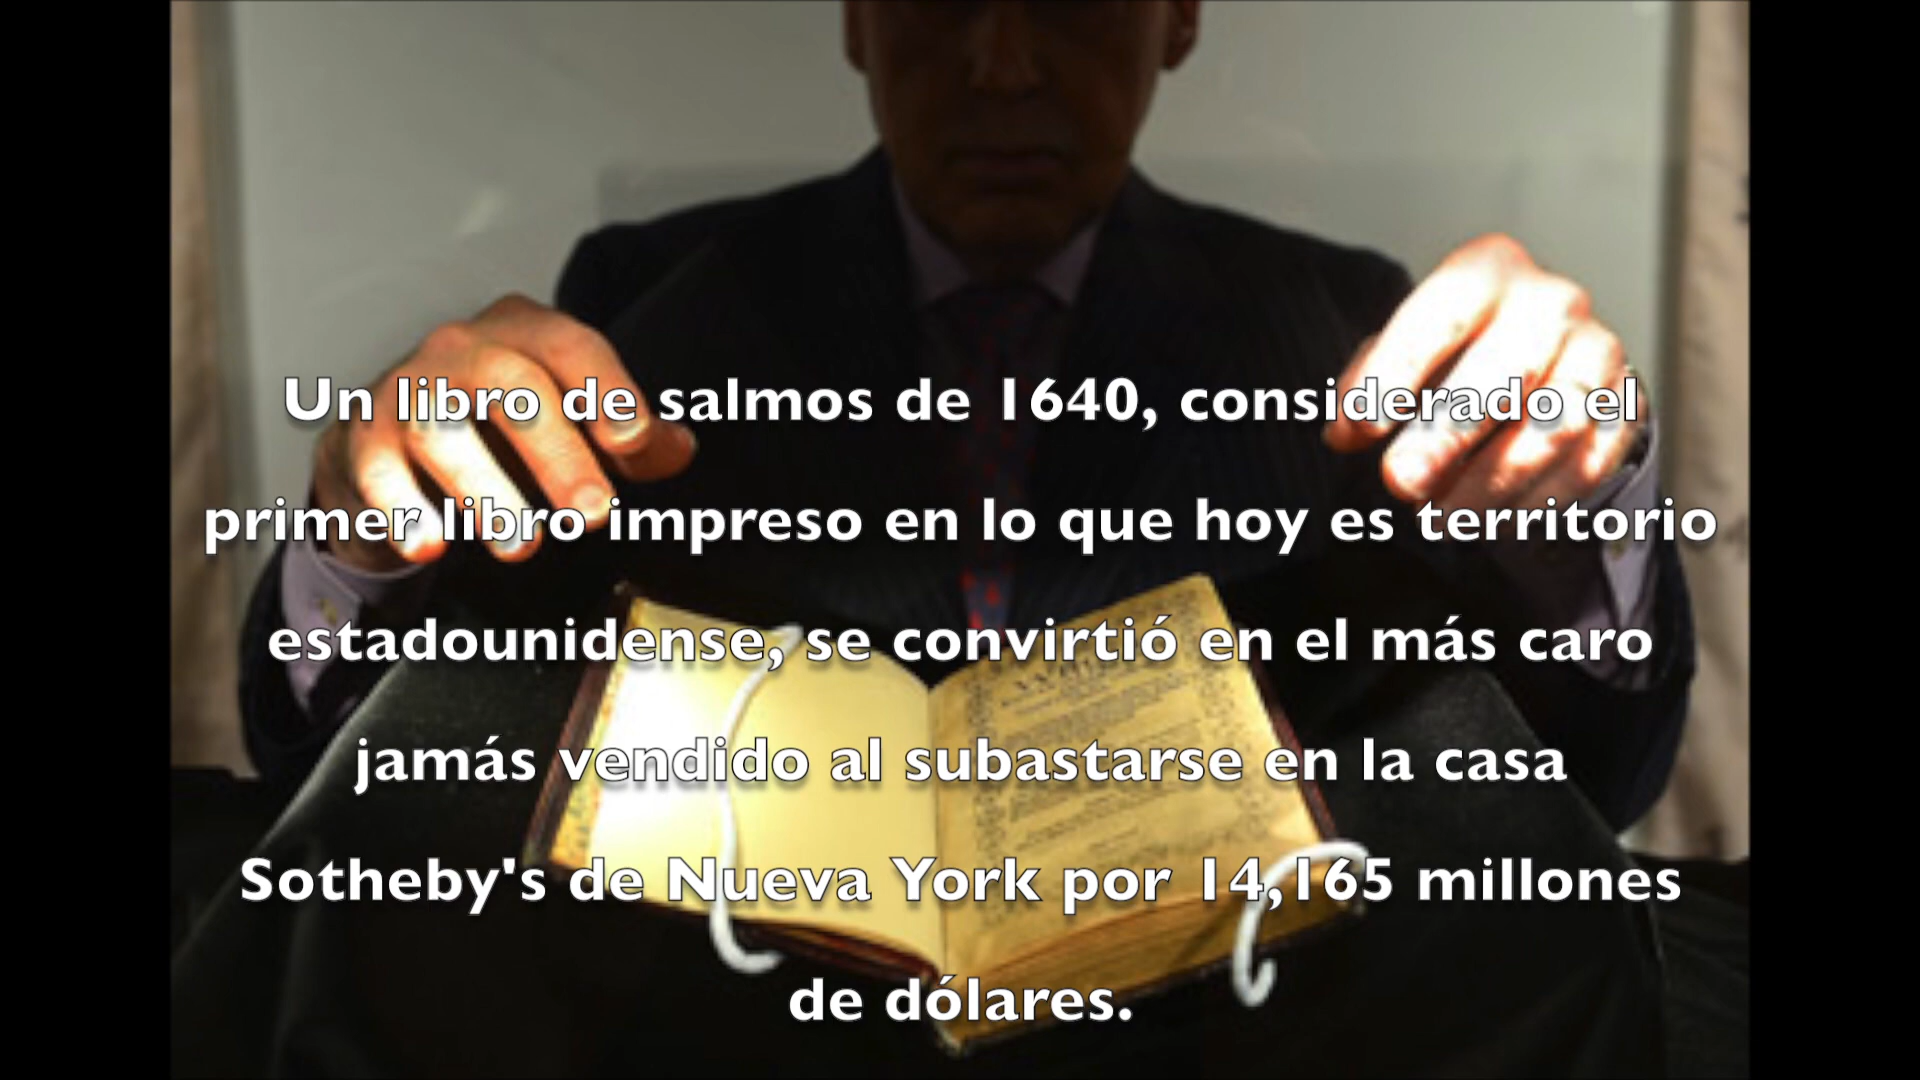 Un libro de salmos de 1640, considerado el
primer libro impreso en lo que hoy es territorio
estadounidense, se convirtió en el más caro
jamás vendido al subastarse en la casa
Sotheby's de Nueva York por 14,165 millones
de dólares.